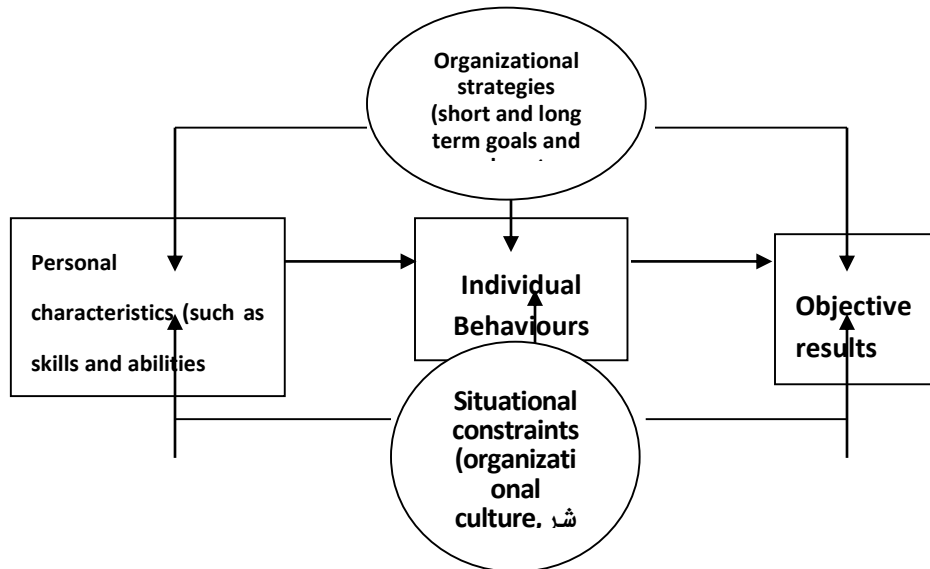 Organizational
strategies
(short and long
term goals and
Personal
characteristics (such as
skills and abilities
Individual
Behaviours
Objective
results
Situational
constraints
(organizati
onal
culture, شر